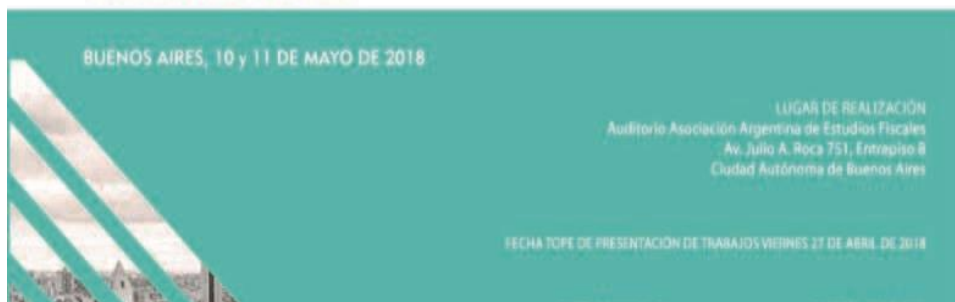 BUENOS AIRES, 10 y 11 DE MAYO DE 2018
LUGAR DE REALIZACIÓN
Auditorio Asociación Argentina de Estudios Fiscales
Av. Julio A. Roca 751, Entrepiso B
Ciudad Autónoma de Buenos Aires
FECHA TOPE DE PRESENTACIÓN DE TRABAJOS VIERNES 27 DE ABRIL DE 2018